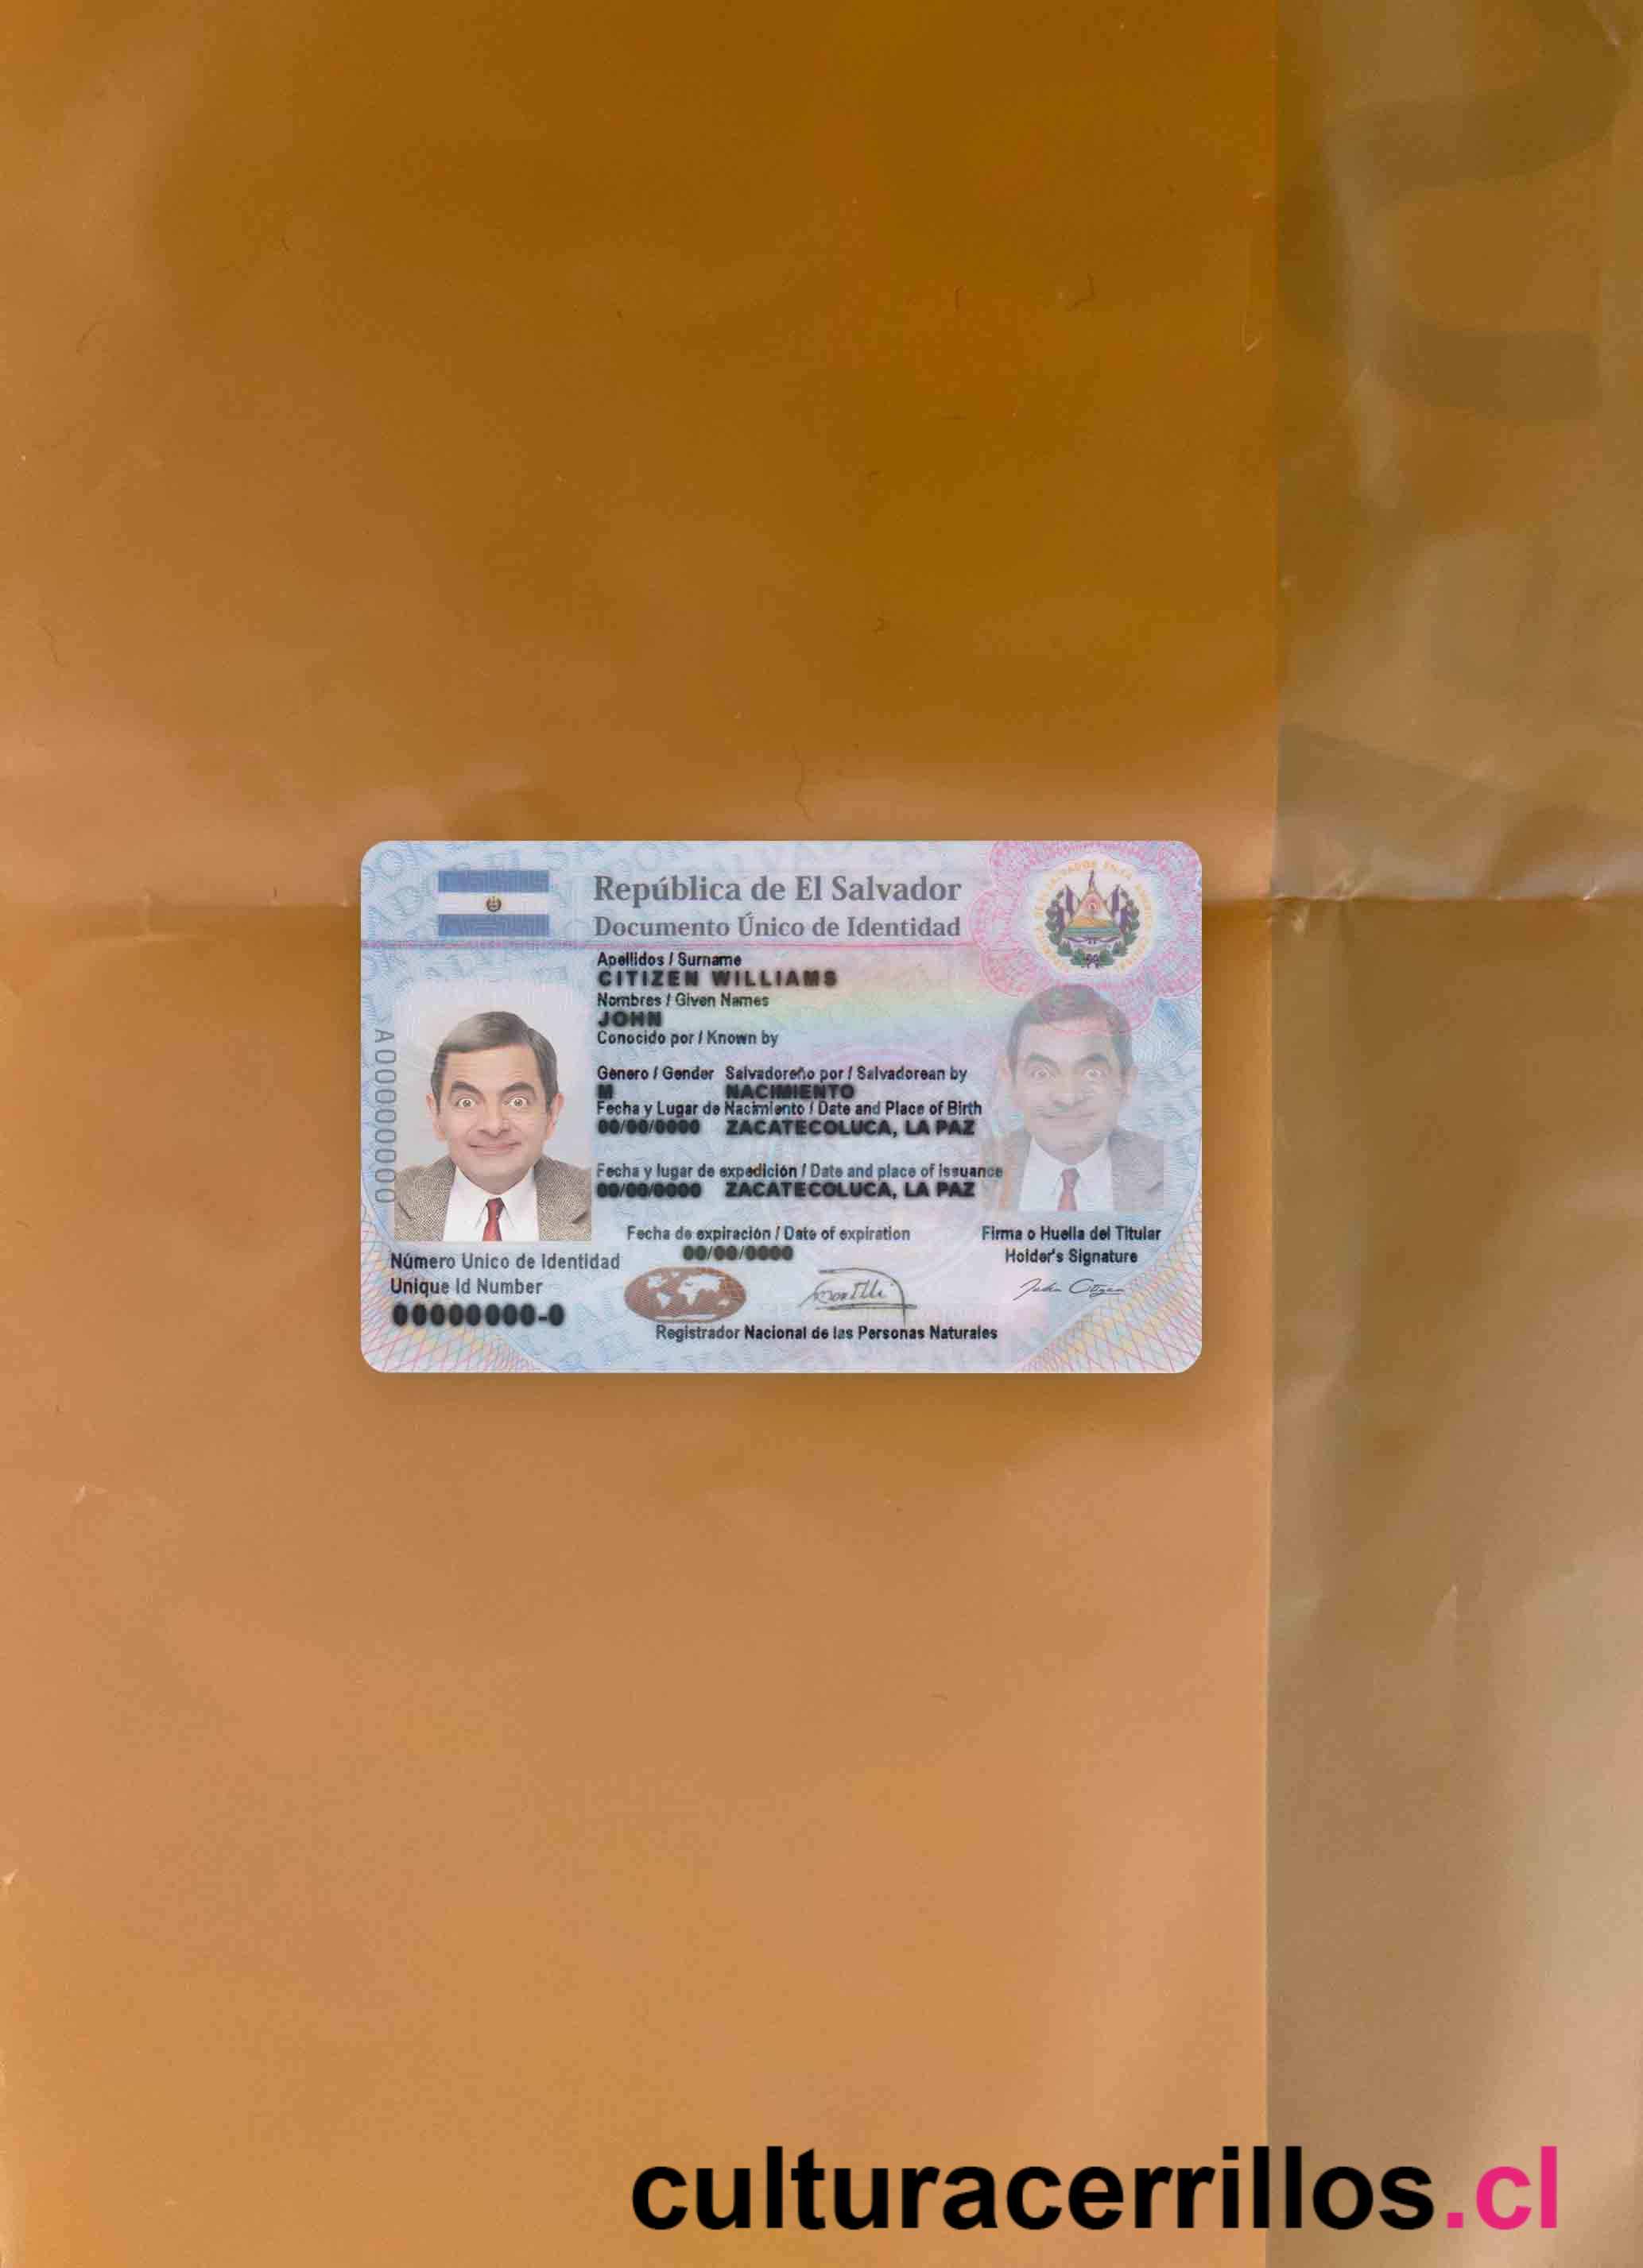 República de El Salvador
Documento Único de Identidad
Apellidos / Surname
CITIZEN WILLIAMS
Nombres / Given Names
JOHN
Conocido por / Known by
Género / Gender Salvadoreño por / Salvadorean by
M NACIMIENTO
Fecha y Lugar de Nacimiento / Date and Place of Birth
00/00/0000 ZACATECOLUCA, LA PAZ
Fecha y lugar de expedición / Date and place of issuance
00/00/0000 ZACATECOLUCA, LA PAZ
Fecha de expiración / Date of expiration
00/00/0000
Firma o Huella del Titular
Holder's Signature
John Citizen
A00000000
Número Unico de Identidad
Unique Id Number
00000000-0
Registrador Nacional de las Personas Naturales
culturacerrillos.cl